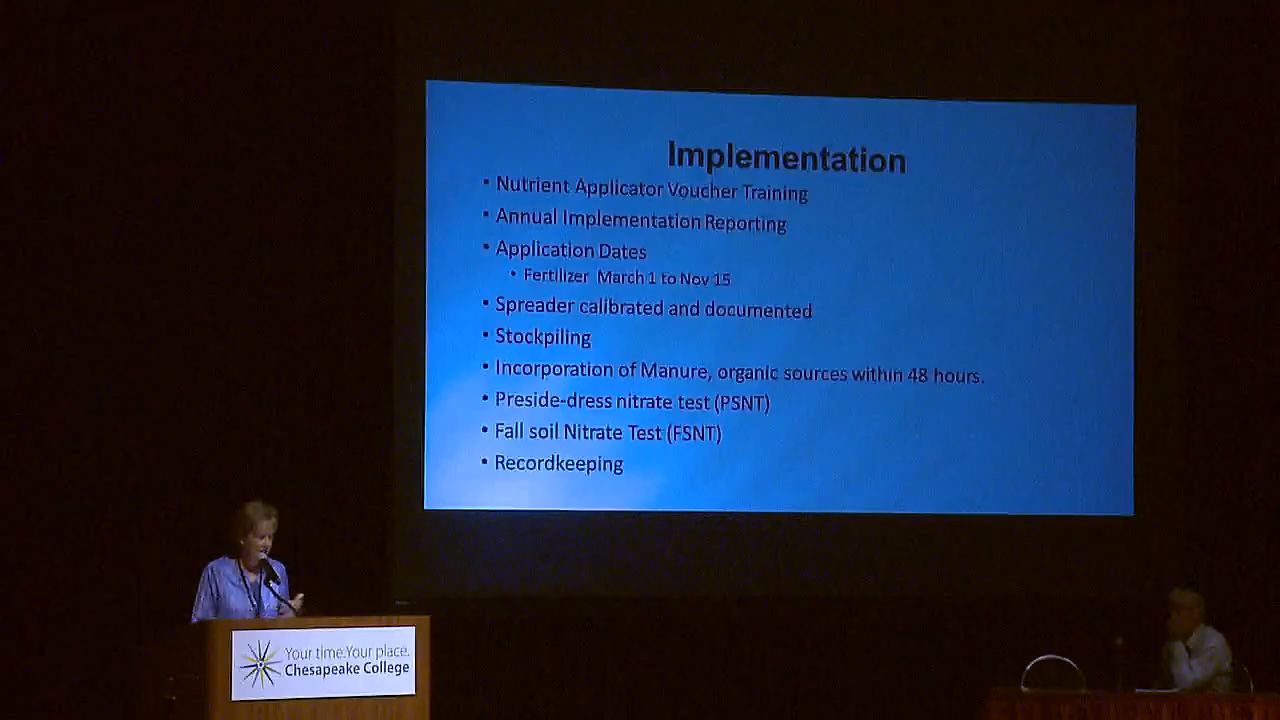 Implementation
• Nutrient Applicator Voucher Training
• Annual Implementation Reporting
• Application Dates
• Fertilizer March 1 to Nov 15
• Spreader calibrated and documented
• Stockpiling
• Incorporation of Manure, organic sources within 48 hours.
• Preside-dress nitrate test (PSNT)
• Fall soil Nitrate Test (FSNT)
• Recordkeeping
Your time.Your place.
Chesapeake College